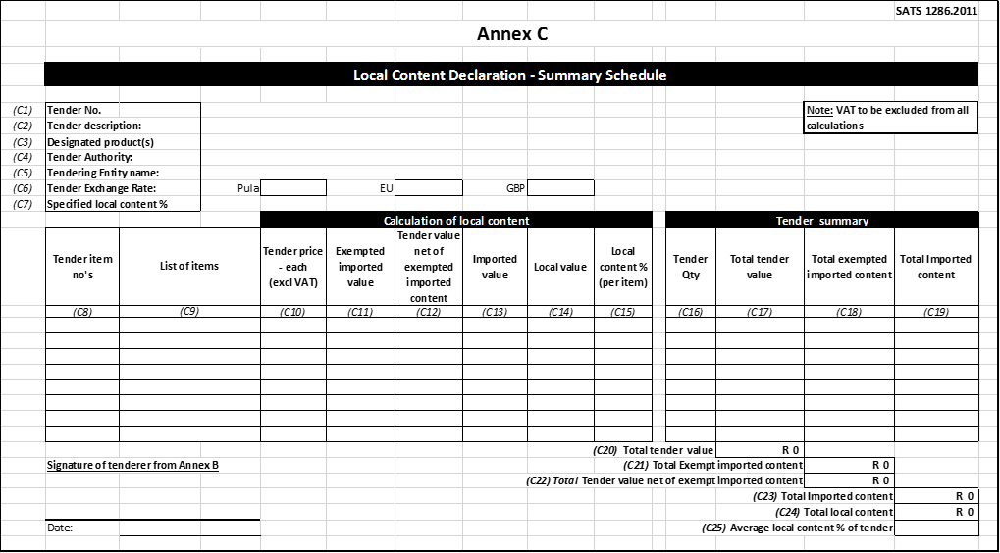 SATS 1286.2011
Annex C
Local Content Declaration - Summary Schedule
(C1) Tender No.
Note: VAT to be excluded from all
calculations
(C2) Tender description:
(C3) Designated product(s)
(C4) Tender Authority:
(C5) Tendering Entity name:
(C6) Tender Exchange Rate: Pula EU GBP
(C7) Specified local content %
Calculation of local content Tender summary
Tender item
no's
List of items
Tender price
- each
(excl VAT)
Exempted
imported
value
Tender value
net of
exempted
imported
content
Imported
value
Local value
Local
content %
(per item)
Tender
Qty
Total tender
value
Total exempted
imported content
Total Imported
content
(C8) (C9) (C10) (C11) (C12) (C13) (C14) (C15) (C16) (C17) (C18) (C19)
(C20) Total tender value R 0
Signature of tenderer from Annex B
(C21) Total Exempt imported content R 0
(C22) Total Tender value net of exempt imported content R 0
(C23) Total Imported content R 0
(C24) Total local content R 0
Date:
(C25) Average local content % of tender